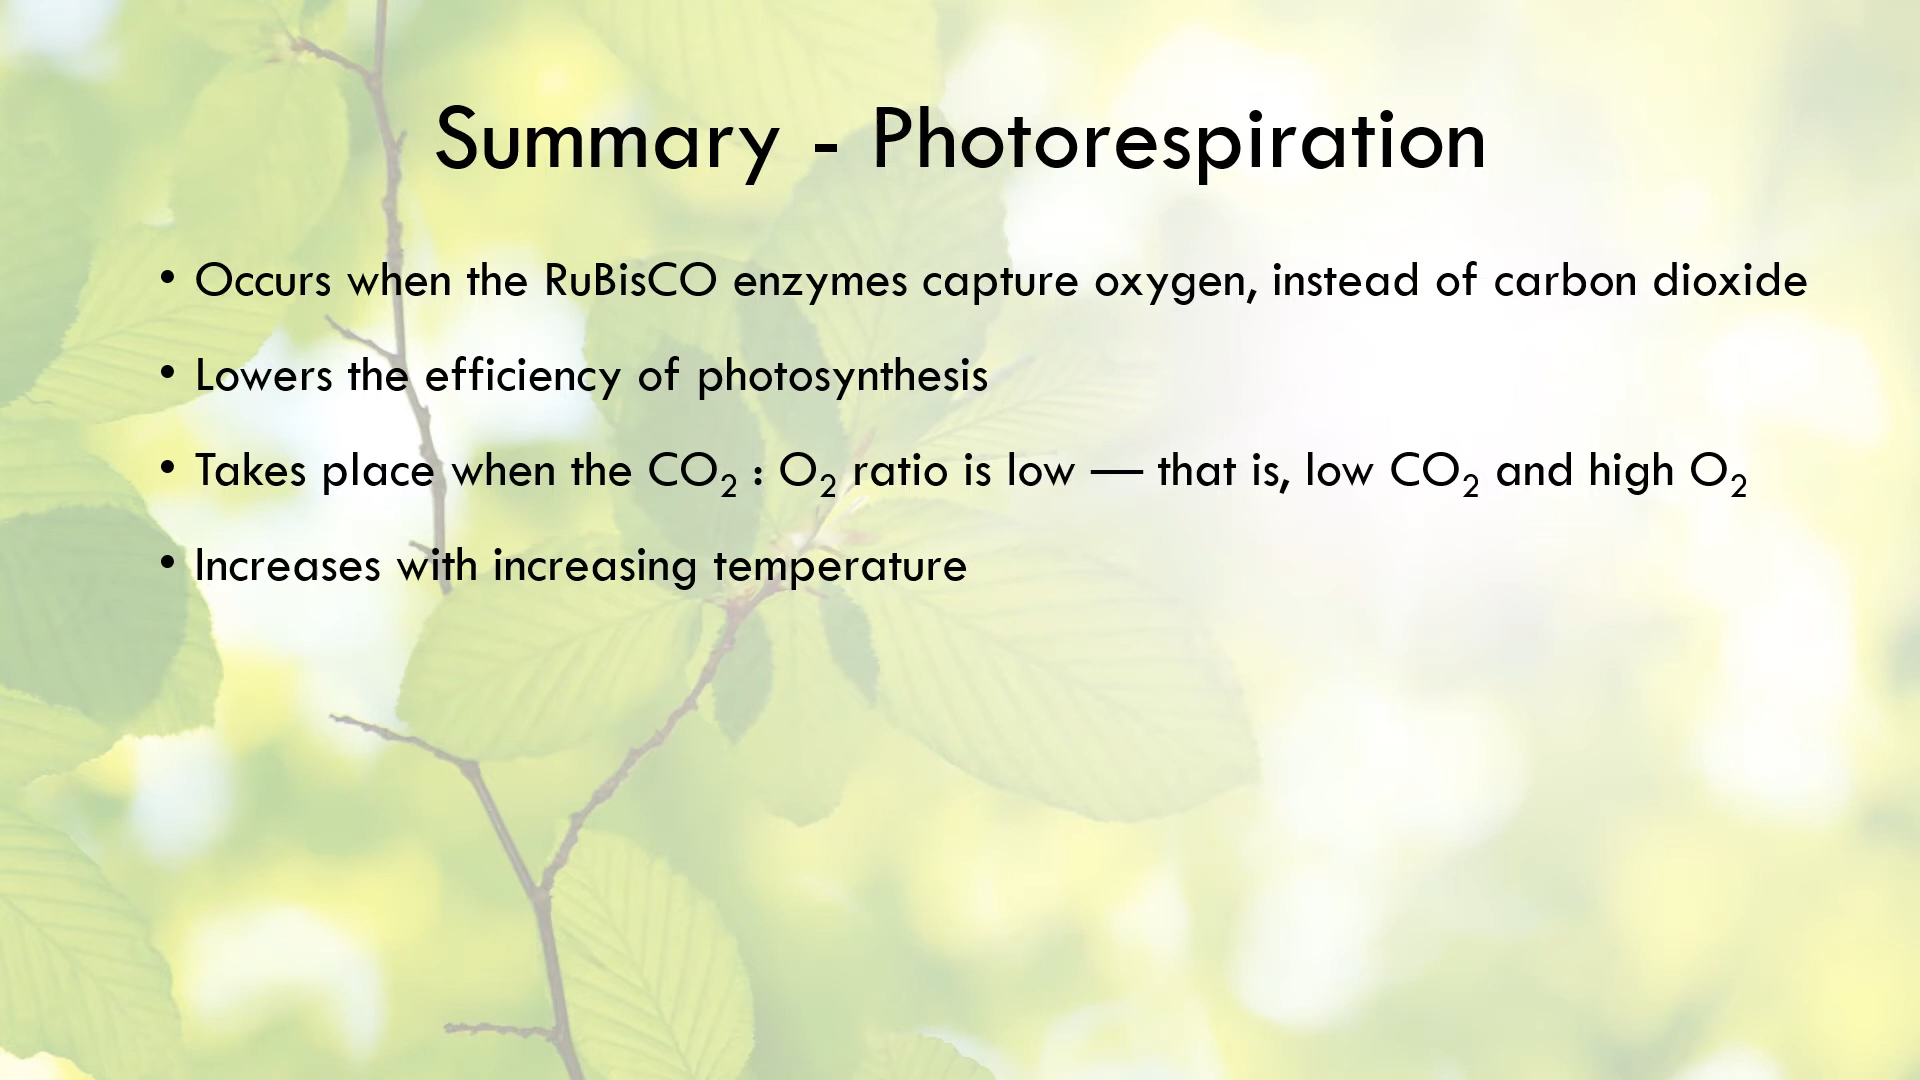 Summary - Photorespiration
• Occurs when the RuBisCO enzymes capture oxygen, instead of carbon dioxide
• Lowers the efficiency of photosynthesis
• Takes place when the CO₂ : O₂ ratio is low — that is, low CO₂ and high O₂
• Increases with increasing temperature